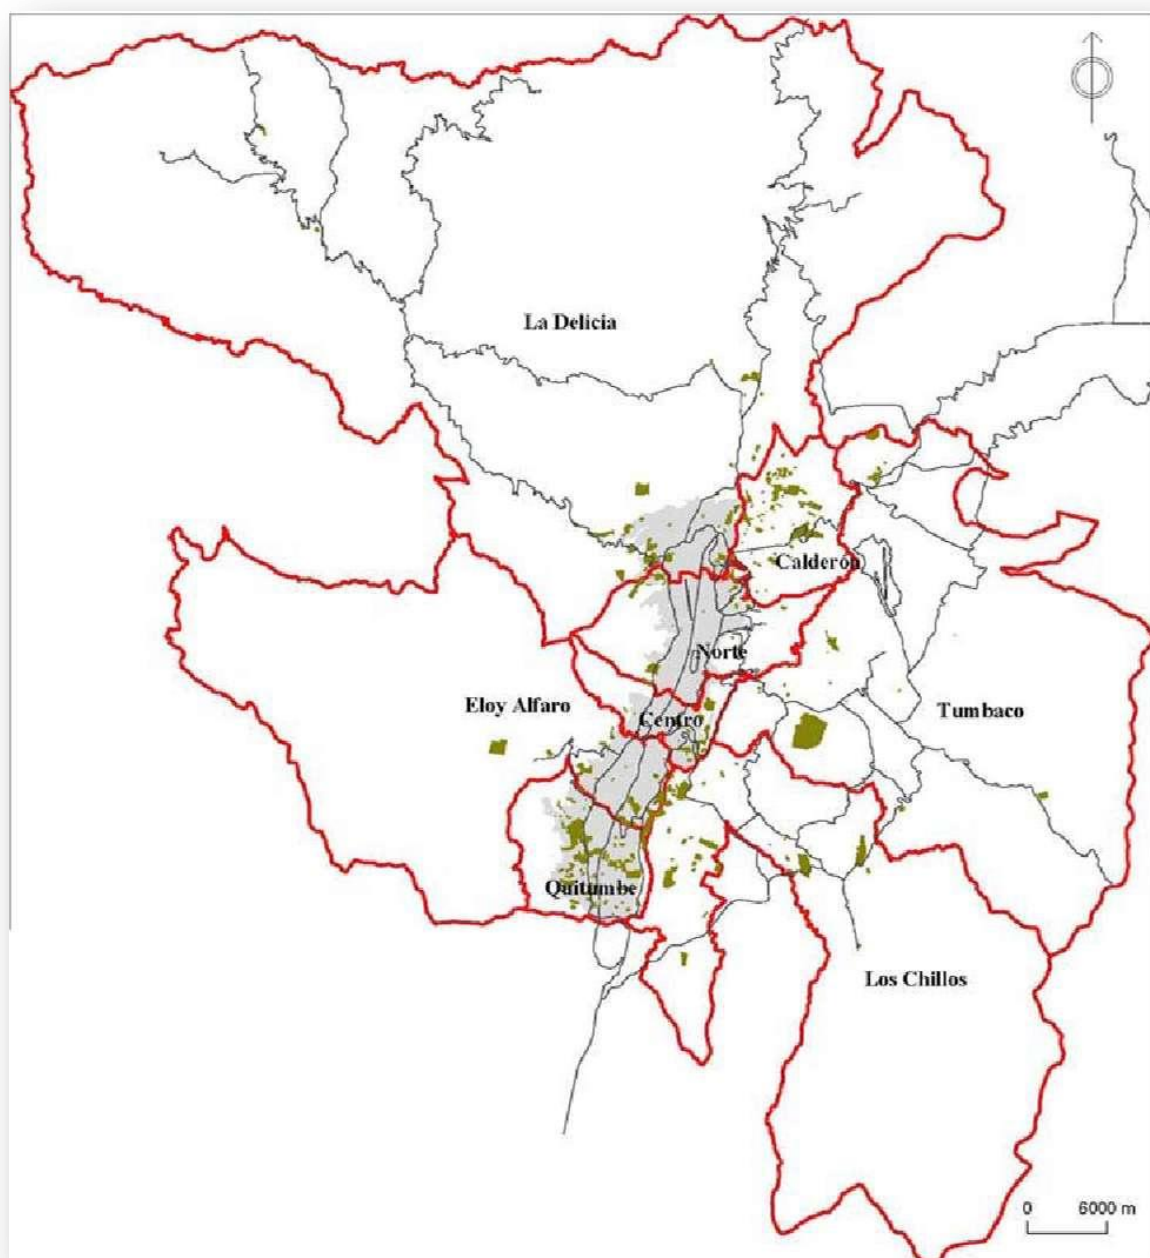 La Delicia
Calderón
Norte
Eloy Alfaro
Centro
Tumbaco
Quitumbe
Los Chillos
0 6000 m